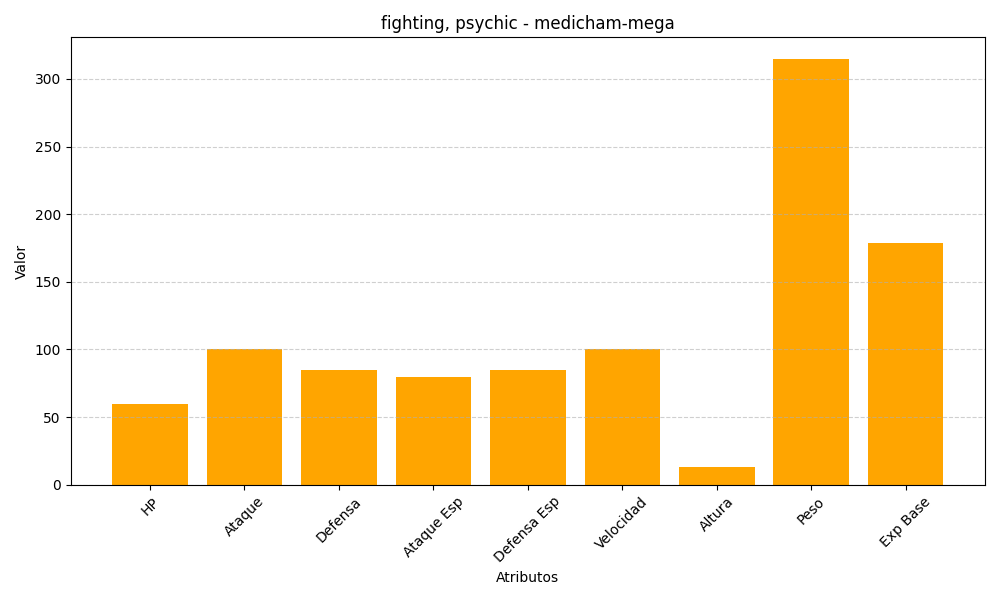 fighting, psychic - medicham-mega
Valor
300
250
200
150
100
50
0
HP
Ataque
Defensa
Ataque Esp
Defensa Esp
Velocidad
Altura
Peso
Exp Base
Atributos